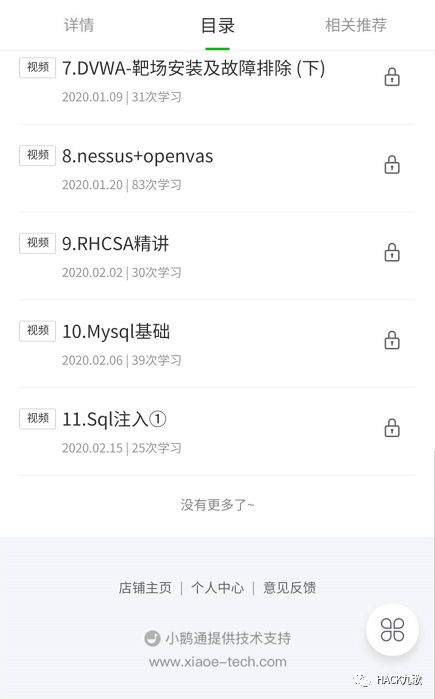 详情 目录 相关推荐
视频 7.DVWA-靶场安装及故障排除 (下)
2020.01.09 | 31次学习
视频 8.nessus+openvas
2020.01.20 | 83次学习
视频 9.RHCSA精讲
2020.02.02 | 30次学习
视频 10.Mysql基础
2020.02.06 | 39次学习
视频 11.Sql注入①
2020.02.15 | 25次学习
没有更多了~
店铺主页 | 个人中心 | 意见反馈
小鹅通提供技术支持
www.xiaoe-tech.com
HACK九歌